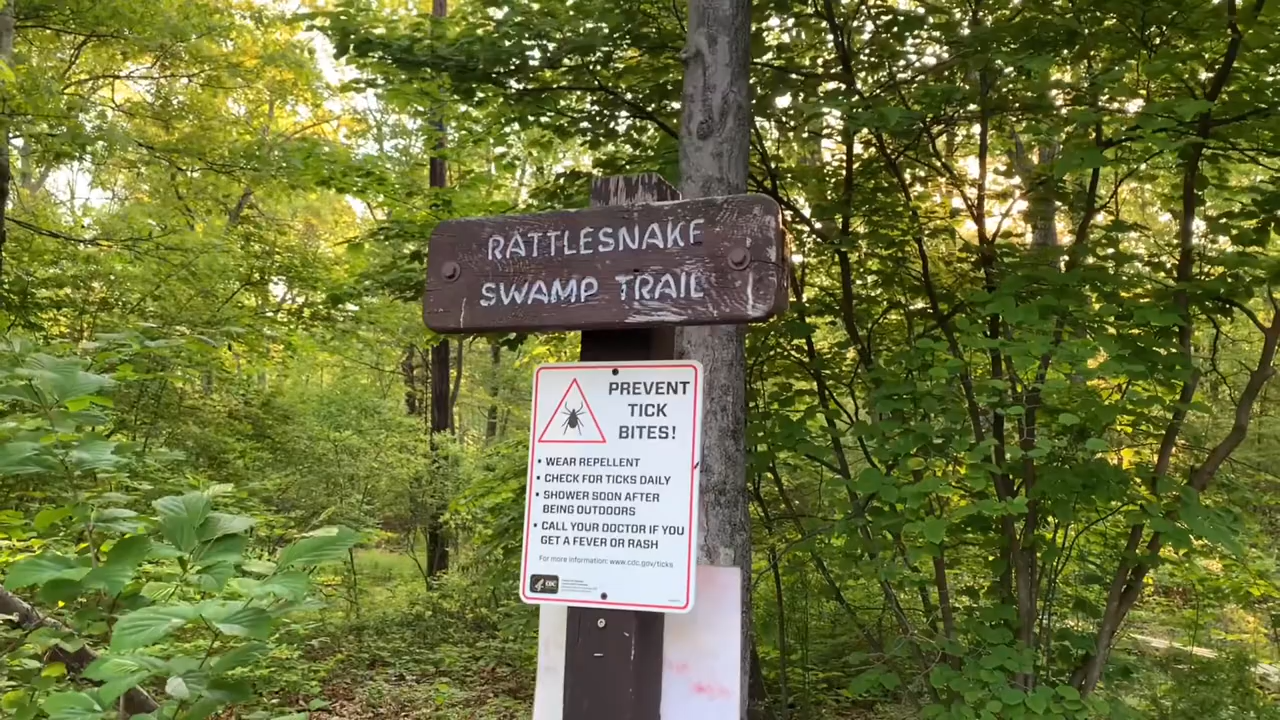 RATTLESNAKE
SWAMP TRAIL
PREVENT
TICK
BITES!
• WEAR REPELLENT
• CHECK FOR TICKS DAILY
• SHOWER SOON AFTER
BEING OUTDOORS
• CALL YOUR DOCTOR IF YOU
GET A FEVER OR RASH
For more information: www.cdc.gov/ticks
CDC